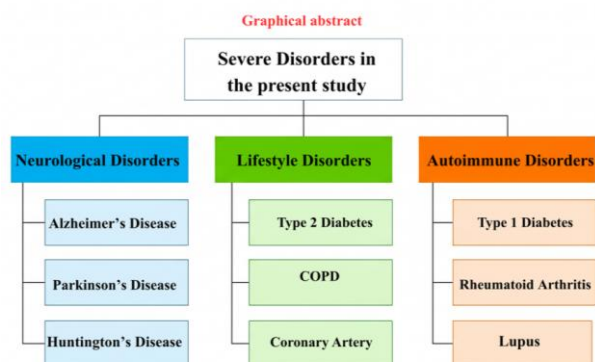 Graphical abstract
Severe Disorders in
the present study
Neurological Disorders
Lifestyle Disorders
Autoimmune Disorders
Alzheimer's Disease
Type 2 Diabetes
Type 1 Diabetes
Parkinson's Disease
COPD
Rheumatoid Arthritis
Huntington's Disease
Coronary Artery
Lupus